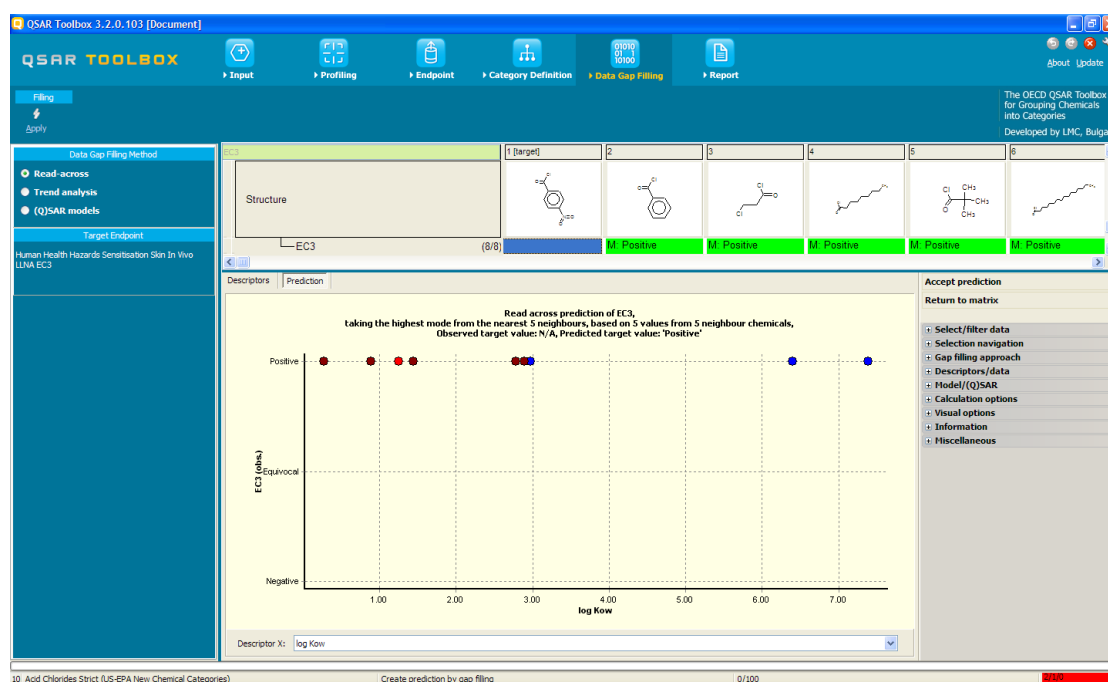 QSAR Toolbox 3.2.0.103 [Document]
QSAR TOOLBOX
Input
Profiling
Endpoint
Category Definition
Data Gap Filling
Report
About Update
Filling
Apply
The OECD QSAR Toolbox
for Grouping Chemicals
into Categories
Developed by LMC, Bulga
Data Gap Filling Method
Read-across
Trend analysis
(Q)SAR models
Target Endpoint
Human Health Hazards Sensitisation Skin In Vivo
LLNA EC3
EC3
1 [target]
2
3
4
5
6
Structure
EC3 (8/8)
M: Positive
M: Positive
M: Positive
M: Positive
M: Positive
Descriptors
Prediction
Read across prediction of EC3,
taking the highest mode from the nearest 5 neighbours, based on 5 values from 5 neighbour chemicals,
Observed target value: N/A, Predicted target value: 'Positive'
Positive
Equivocal
Negative
EC3 (obs.)
1.00 2.00 3.00 4.00 5.00 6.00 7.00
log Kow
Descriptor X: log Kow
Accept prediction
Return to matrix
Select/filter data
Selection navigation
Gap filling approach
Descriptors/data
Model/(Q)SAR
Calculation options
Visual options
Information
Miscellaneous
10 Acid Chlorides Strict (US-EPA New Chemical Categories)
Create prediction by gap filling
0/100
2/1/0